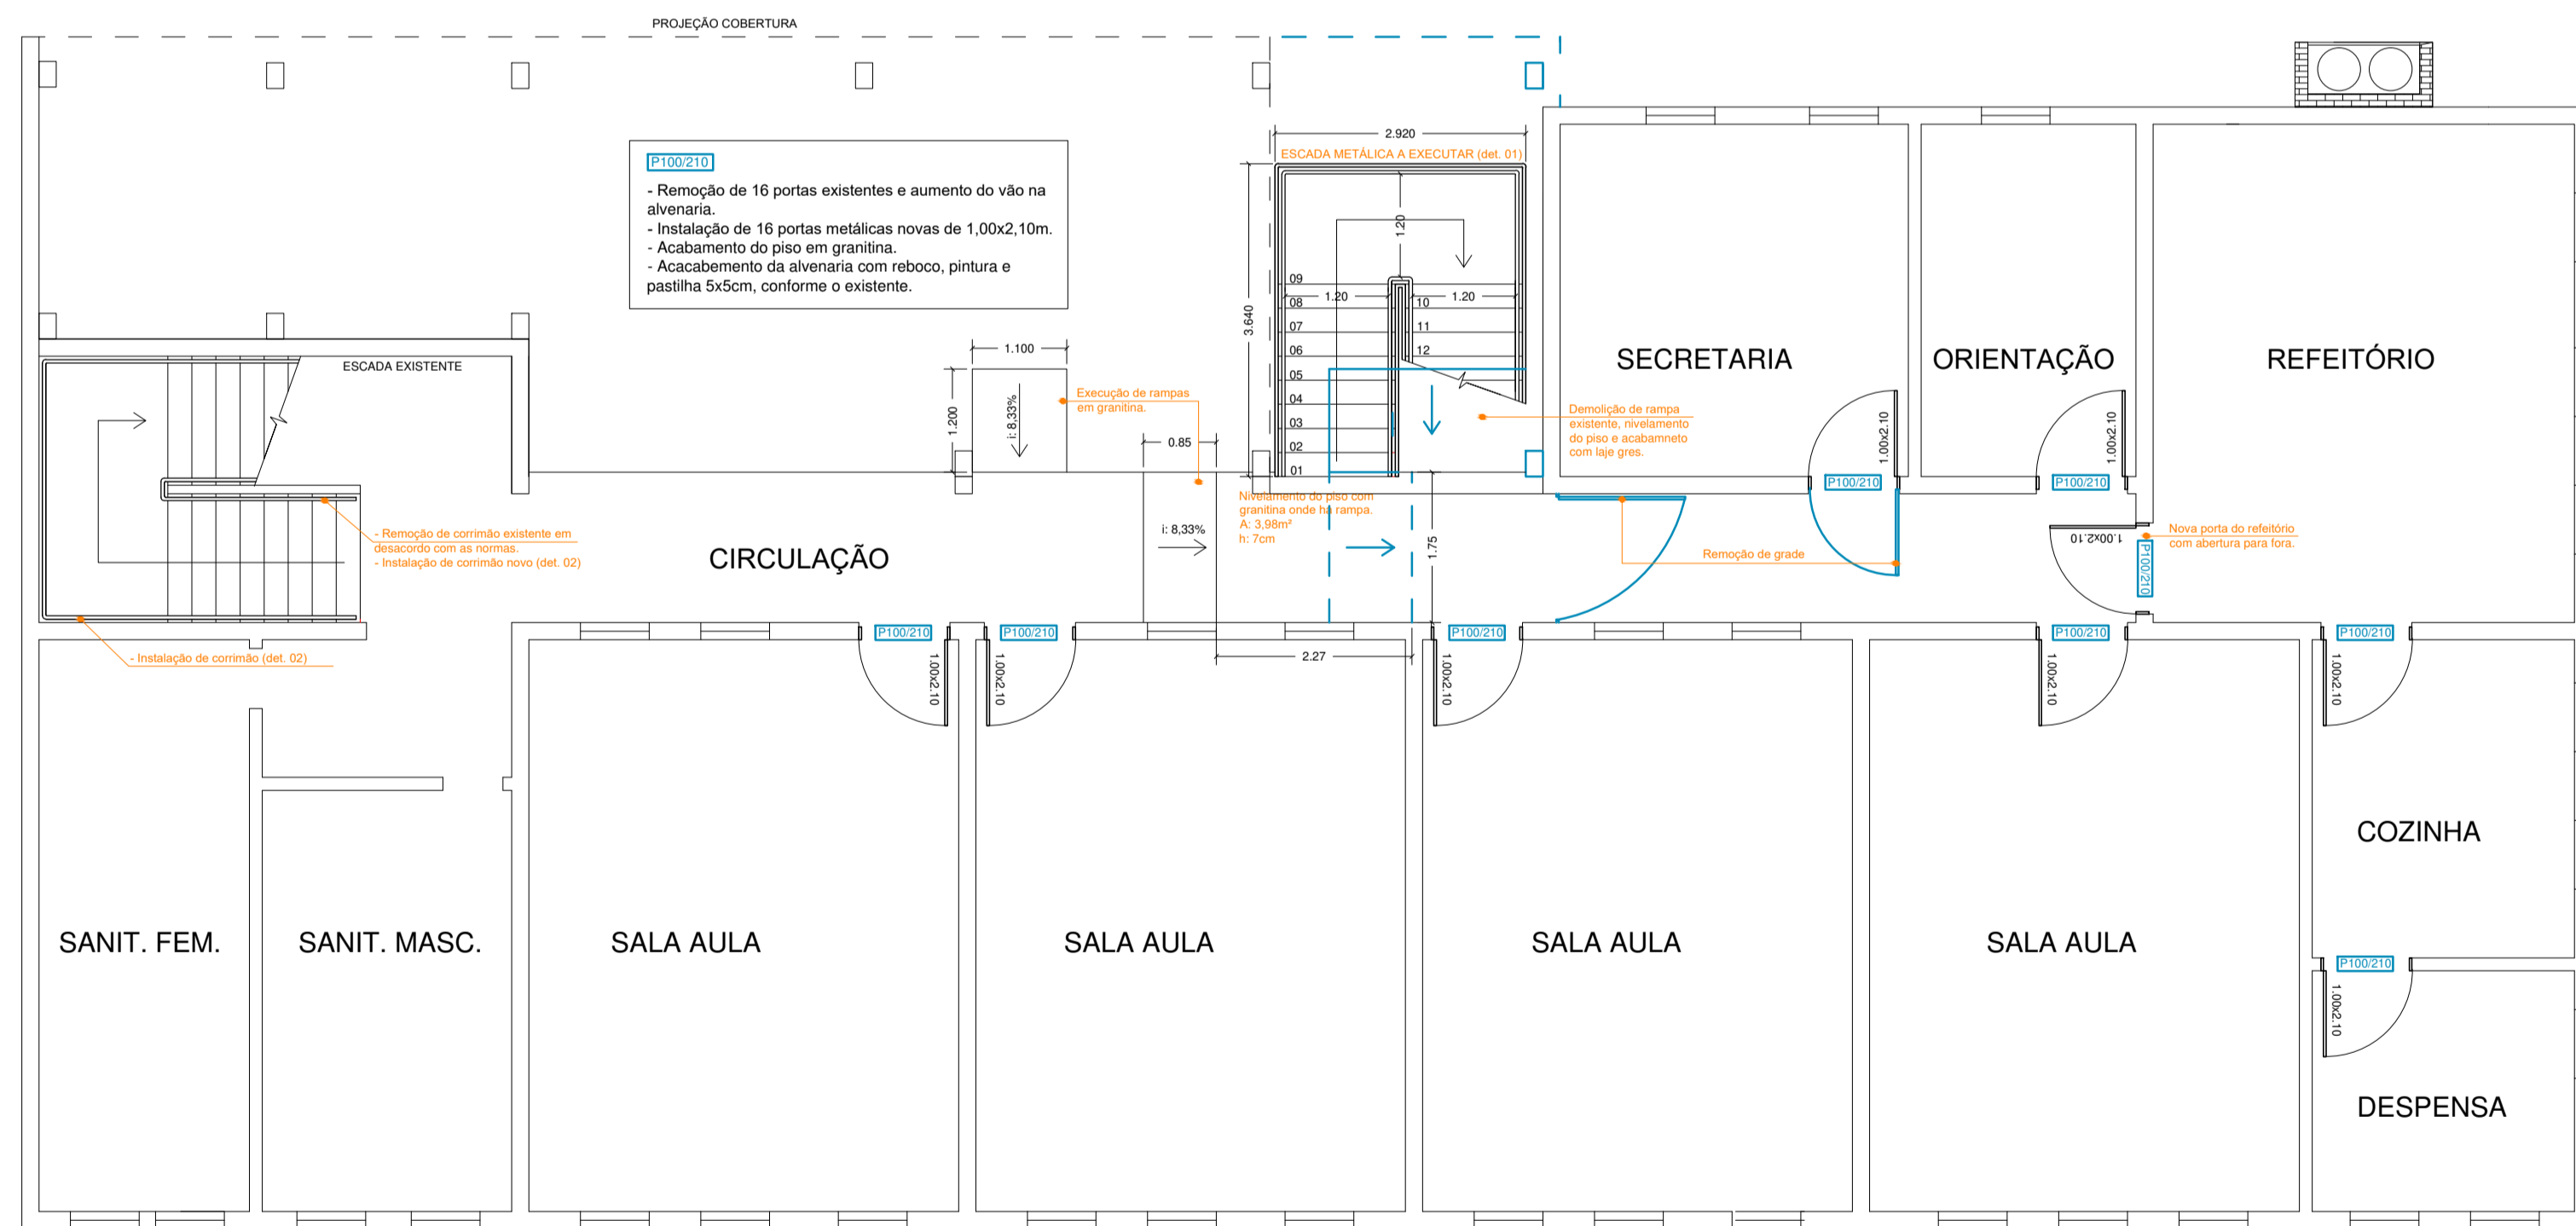 PROJEÇÃO COBERTURA
P100/210
- Remoção de 16 portas existentes e aumento do vão na
alvenaria.
- Instalação de 16 portas metálicas novas de 1,00x2,10m.
- Acabamento do piso em granitina.
- Acacabemento da alvenaria com reboco, pintura e
pastilha 5x5cm, conforme o existente.
2.920
ESCADA METÁLICA A EXECUTAR (det. 01)
1.20
3.640
09
08
07
06
05
04
03
02
01
1.20
1.20
10
11
12
ESCADA EXISTENTE
1.100
1.200
i: 8,33%
Execução de rampas
em granitina.
0.85
SECRETARIA
ORIENTAÇÃO
REFEITÓRIO
Demolição de rampa
existente, nivelamento
do piso e acabamneto
com laje gres.
1.00x2.10
1.00x2.10
P100/210
P100/210
Nivelamento do piso com
granitina onde há rampa.
A: 3,98m²
h: 7cm
- Remoção de corrimão existente em
desacordo com as normas.
- Instalação de corrimão novo (det. 02)
CIRCULAÇÃO
i: 8,33%
1.75
Remoção de grade
1.00x2.10
P100/210
Nova porta do refeitório
com abertura para fora.
- Instalação de corrimão (det. 02)
P100/210
P100/210
P100/210
P100/210
P100/210
1.00x2.10
1.00x2.10
2.27
1.00x2.10
1.00x2.10
1.00x2.10
COZINHA
SANIT. FEM.
SANIT. MASC.
SALA AULA
SALA AULA
SALA AULA
SALA AULA
P100/210
1.00x2.10
DESPENSA